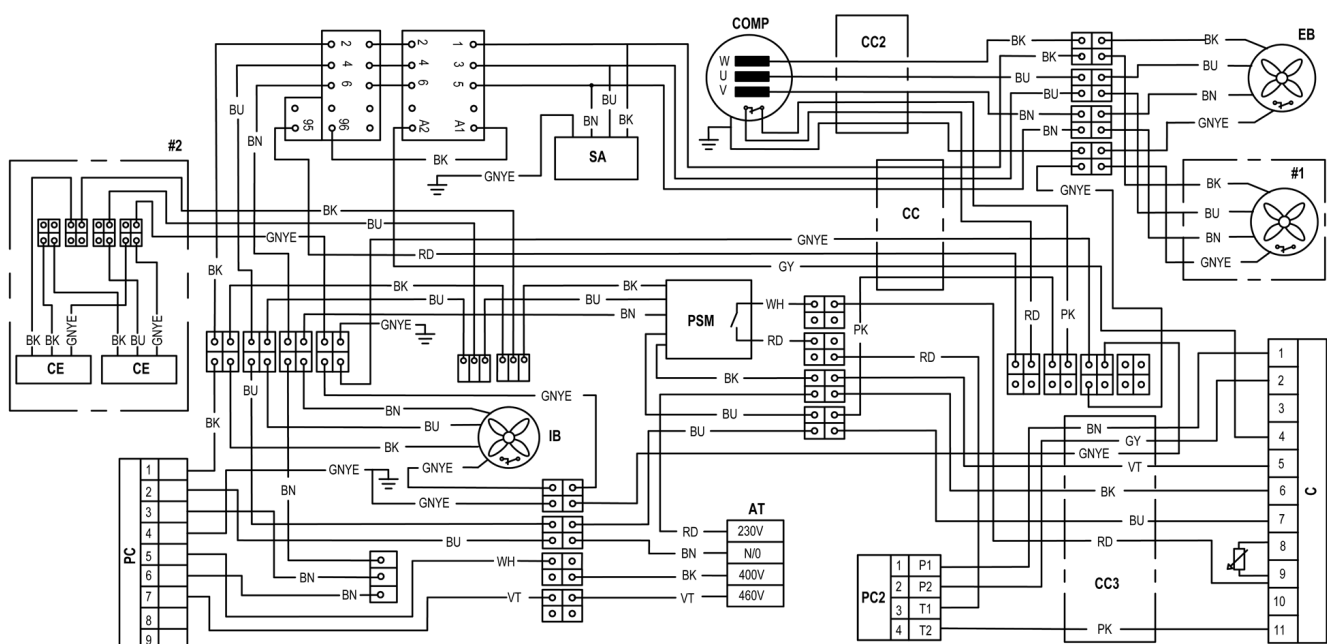 COMP
CC2
EB
2
2
1
BK
BK
W
BK
4
4
3
U
BU
BU
BU
6
6
5
V
BU
BU
BN
BN
BK
BN
BN
95
96
A2
A1
GNYE
#2
BK
SA
GNYE
#1
CC
GNYE
BK
BK
BU
BU
GNYE
GNYE
BN
RD
GNYE
BK
GY
BK
BK
BU
BU
WH
BN
PSM
RD
PK
GNYE
PK
RD
RD
BK
BK
GNYE
BK
BU
GNYE
CE
CE
BK
1
BU
GNYE
2
BN
BU
3
BK
BU
BU
BN
GY
4
BK
IB
GNYE
1
GNYE
GNYE
VT
5
2
BN
GNYE
BK
6
3
AT
C
4
RD
230V
BU
7
PC
5
BU
BN
N/0
RD
8
6
WH
BK
400V
1
P1
9
BN
7
BN
VT
VT
460V
PC2
2
P2
CC3
10
8
3
T1
9
4
T2
PK
11